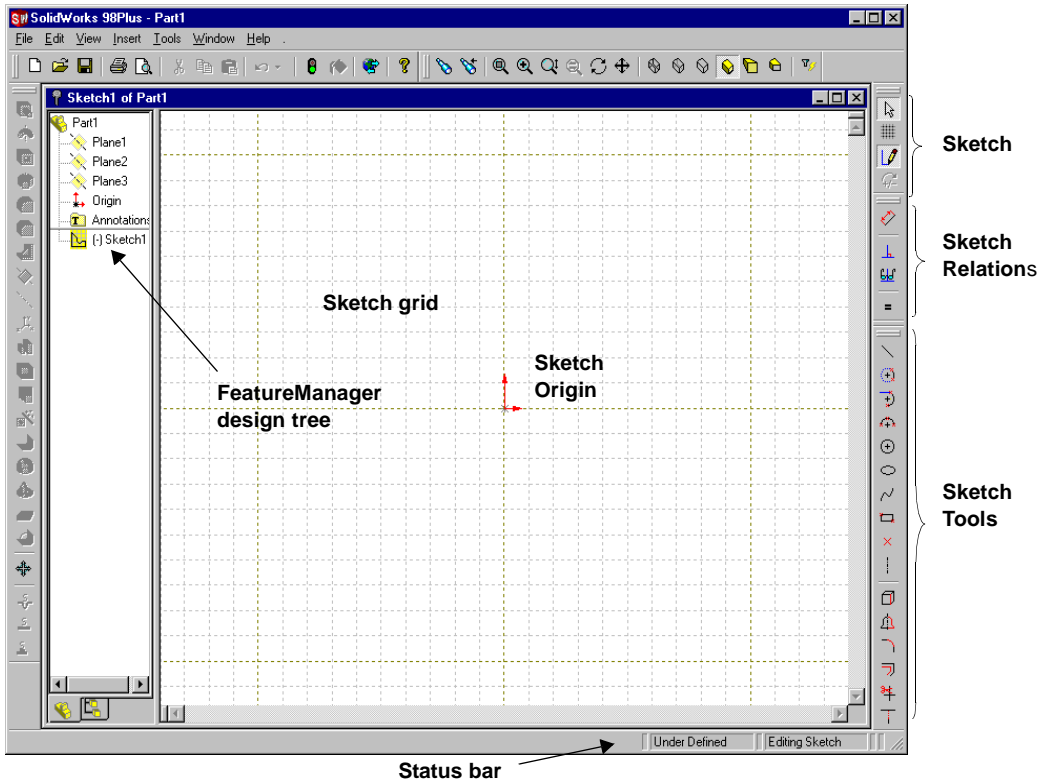 SolidWorks 98Plus - Part1
File Edit View Insert Tools Window Help .
Sketch1 of Part1
Part1
Plane1
Plane2
Plane3
Origin
Annotations
(-) Sketch1
Sketch
Sketch
Relations
Sketch grid
Sketch
Origin
FeatureManager
design tree
Sketch
Tools
Under Defined
Editing Sketch
Status bar